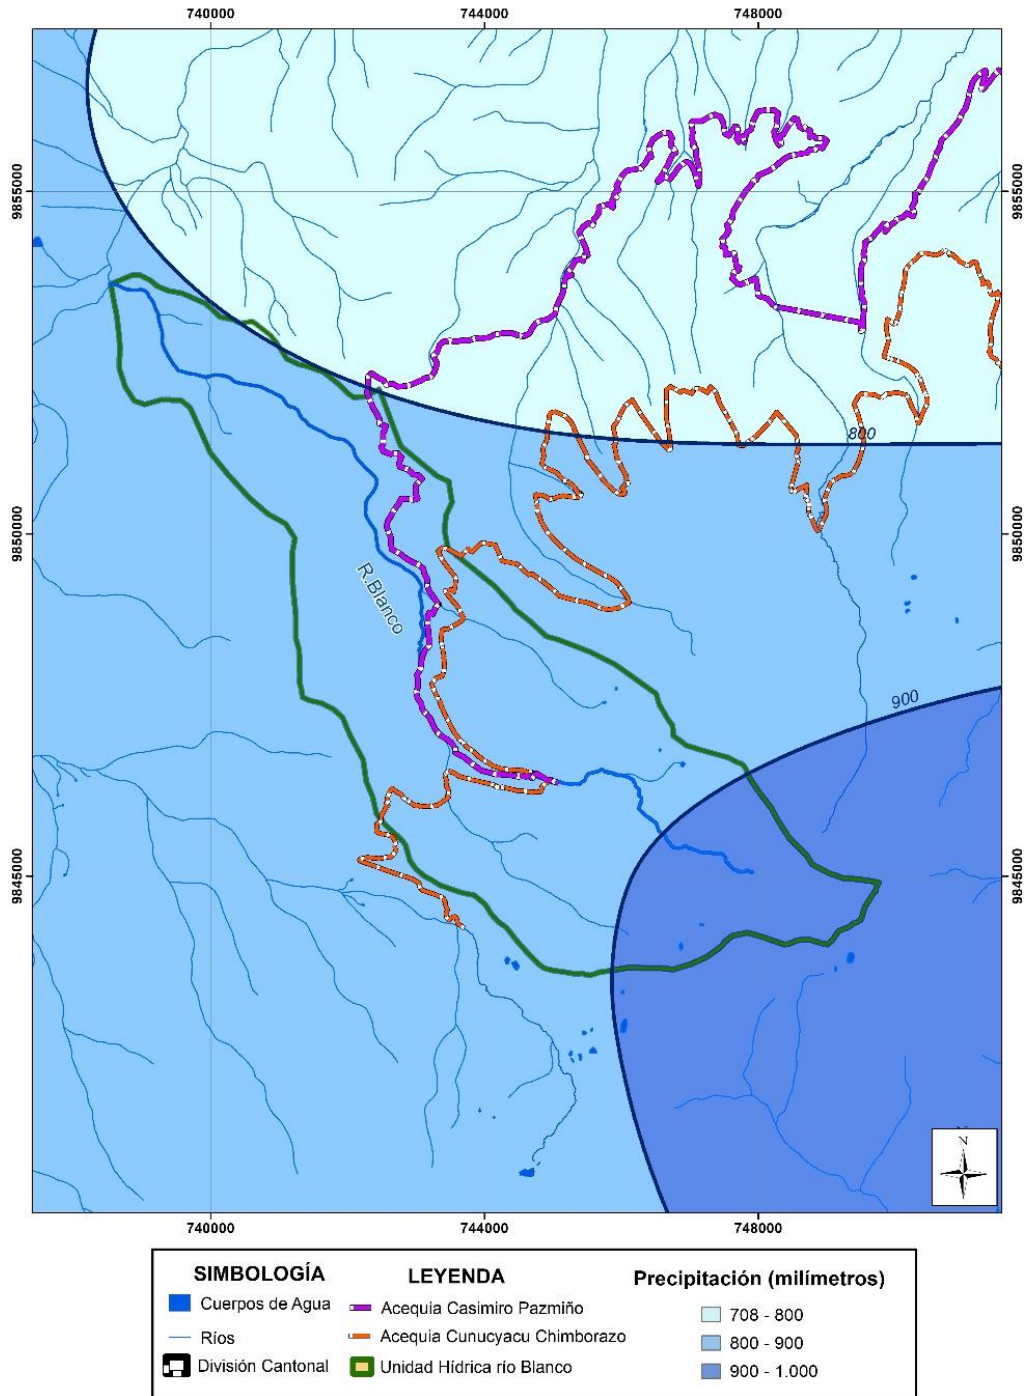 740000
744000
748000
9855000
9855000
800
9850000
9850000
R.Blanco
900
9845000
9845000
N
N
740000
744000
748000
SIMBOLOGÍA
Cuerpos de Agua
Ríos
División Cantonal
LEYENDA
Acequia Casimiro Pazmiño
Acequia Cunucyacu Chimborazo
Unidad Hídrica río Blanco
Precipitación (milímetros)
708 - 800
800 - 900
900 - 1.000